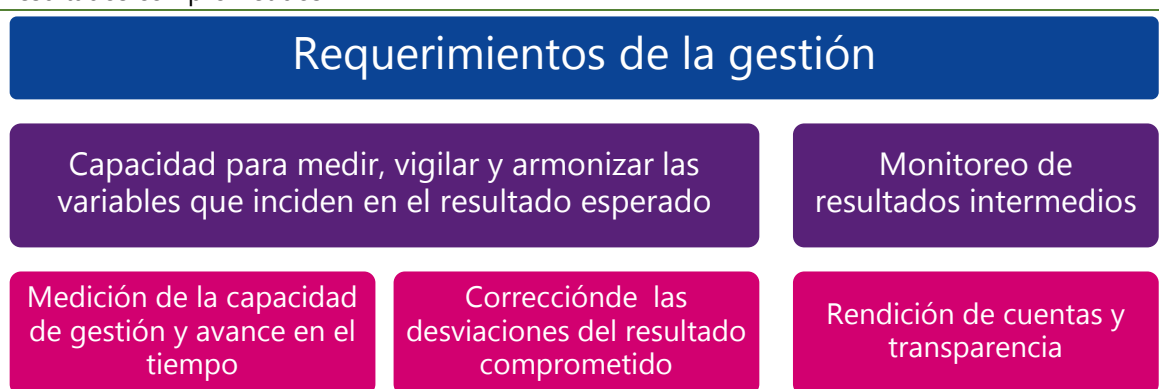 Requerimientos de la gestión
Capacidad para medir, vigilar y armonizar las
variables que inciden en el resultado esperado
Monitoreo de
resultados intermedios
Medición de la capacidad
de gestión y avance en el
tiempo
Correcciónde las
desviaciones del resultado
comprometido
Rendición de cuentas y
transparencia